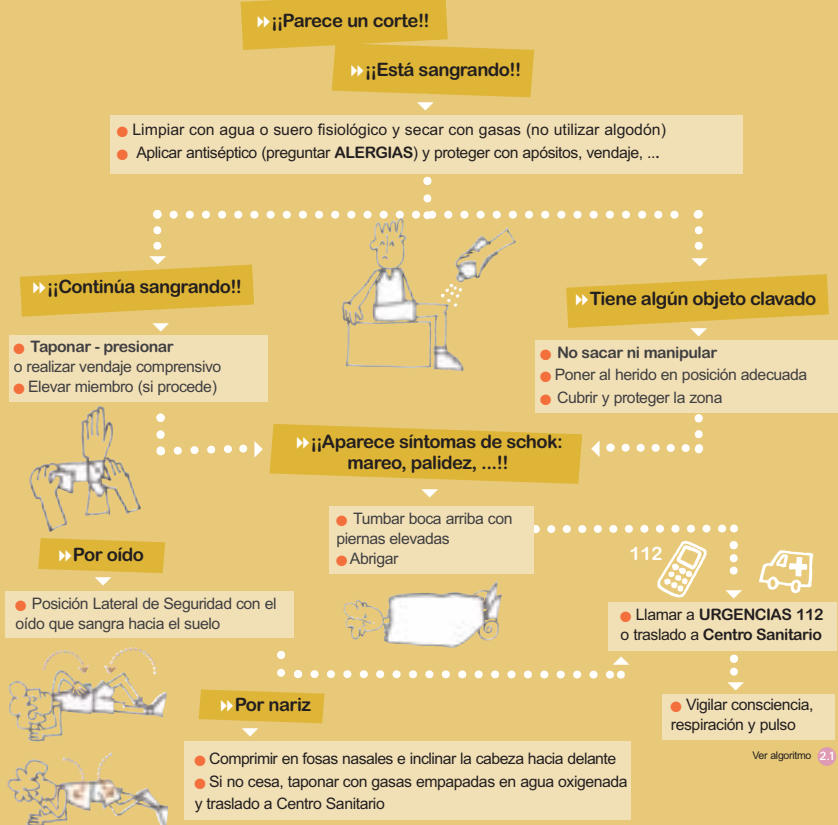 ¡¡Parece un corte!!
¡¡Está sangrando!!
Limpiar con agua o suero fisiológico y secar con gasas (no utilizar algodón)
Aplicar antiséptico (preguntar ALERGIAS) y proteger con apósitos, vendaje, ...
¡¡Continúa sangrando!!
Taponar - presionar
o realizar vendaje comprensivo
Elevar miembro (si procede)
Tiene algún objeto clavado
No sacar ni manipular
Poner al herido en posición adecuada
Cubrir y proteger la zona
¡¡Aparece síntomas de schok:
mareo, palidez, ...!!
Tumbar boca arriba con
piernas elevadas
Abrigar
112
Llamar a URGENCIAS 112
o traslado a Centro Sanitario
Vigilar consciencia,
respiración y pulso
Ver algoritmo 2.1
Por oído
Posición Lateral de Seguridad con el
oído que sangra hacia el suelo
Por nariz
Comprimir en fosas nasales e inclinar la cabeza hacia delante
Si no cesa, taponar con gasas empapadas en agua oxigenada
y traslado a Centro Sanitario